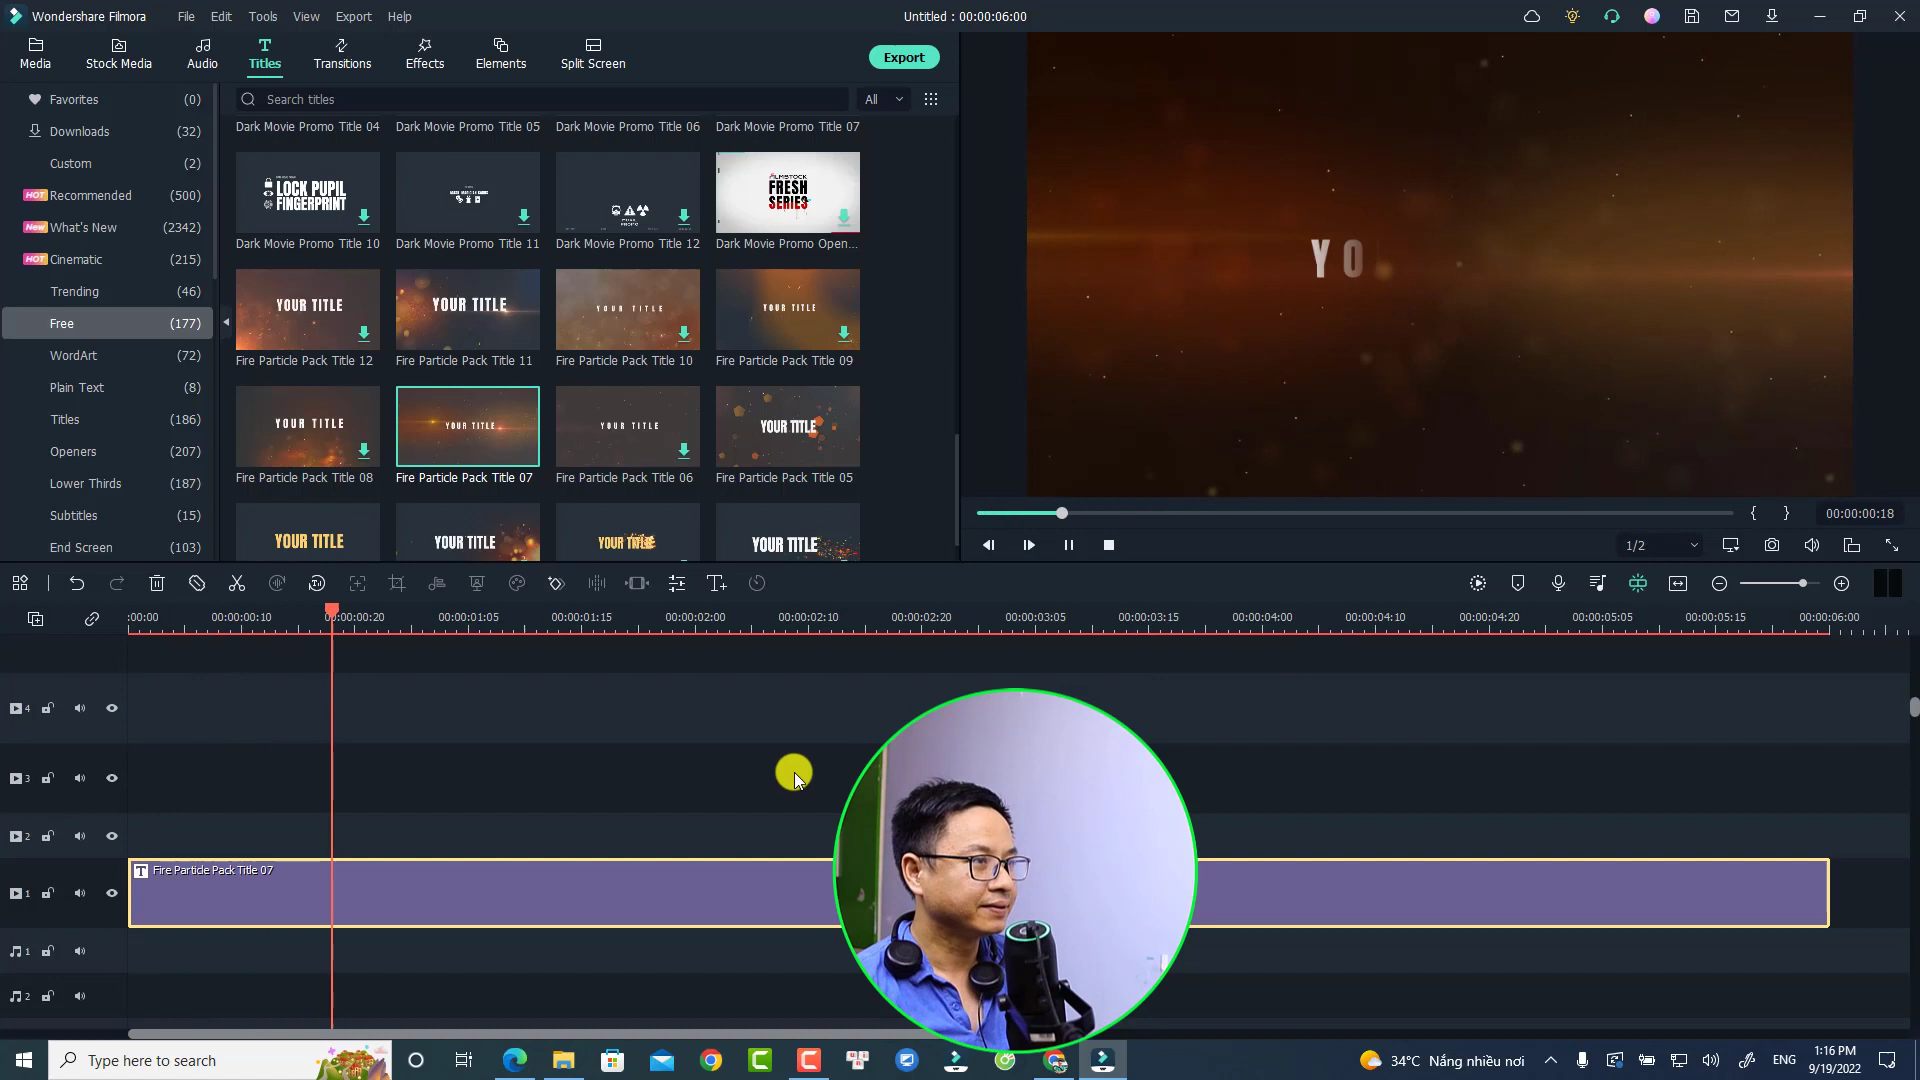 Wondershare Filmora File Edit Tools View Export Help Untitled : 00:00:06:00
Media Stock Media Audio Titles Transitions Effects Elements Split Screen Export
Favorites (0)
Downloads (32)
Custom (2)
HOT Recommended (500)
New What's New (2342)
HOT Cinematic (215)
Trending (46)
Free (177)
WordArt (72)
Plain Text (8)
Titles (186)
Openers (207)
Lower Thirds (187)
Subtitles (15)
End Screen (103)
Search titles All
Dark Movie Promo Title 04 Dark Movie Promo Title 05 Dark Movie Promo Title 06 Dark Movie Promo Title 07
LOCK PUPIL
FINGERPRINT
FILMSTOCK
FRESH
SERIES
Dark Movie Promo Title 10 Dark Movie Promo Title 11 Dark Movie Promo Title 12 Dark Movie Promo Open...
YOUR TITLE YOUR TITLE YOUR TITLE YOUR TITLE
Fire Particle Pack Title 12 Fire Particle Pack Title 11 Fire Particle Pack Title 10 Fire Particle Pack Title 09
YOUR TITLE YOUR TITLE YOUR TITLE YOUR TITLE
Fire Particle Pack Title 08 Fire Particle Pack Title 07 Fire Particle Pack Title 06 Fire Particle Pack Title 05
YOUR TITLE YOUR TITLE YOUR TITLE YOUR TITLE
YO
{ } 00:00:00:18
1/2
:00:00 00:00:00:10 00:00:00:20 00:00:01:05 00:00:01:15 00:00:02:00 00:00:02:10 00:00:02:20 00:00:03:05 00:00:03:15 00:00:04:00 00:00:04:10 00:00:04:20 00:00:05:05 00:00:05:15 00:00:06:00
4
3
2
T Fire Particle Pack Title 07
1
1
2
Type here to search
34°C Nắng nhiều nơi ENG
1:16 PM
9/19/2022